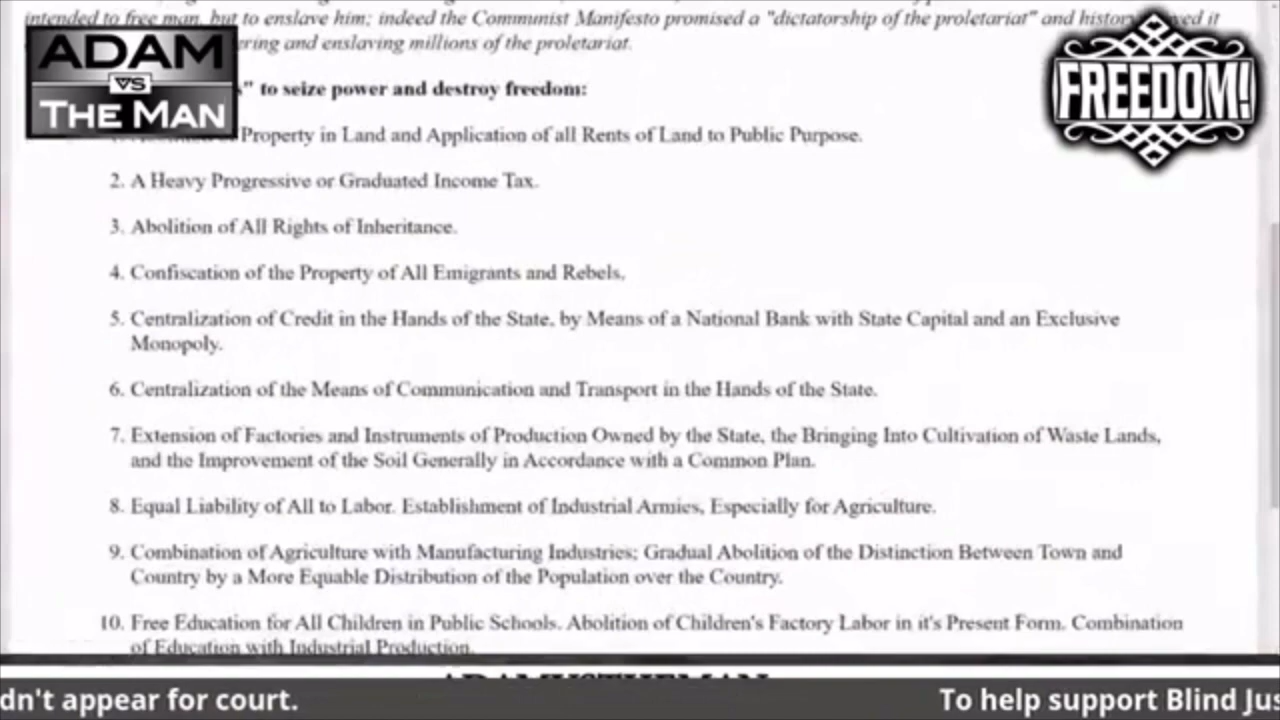 intended to free man, but to enslave him; indeed the Communist Manifesto promised a "dictatorship of the proletariat" and it
and enslaving millions of the proletariat.
ADAM
VS
THE MAN
FREEDOM!
" to seize power and destroy freedom:
Property in Land and Application of all Rents of Land to Public Purpose.
2. A Heavy Progressive or Graduated Income Tax.
3. Abolition of All Rights of Inheritance.
4. Confiscation of the Property of All Emigrants and Rebels.
5. Centralization of Credit in the Hands of the State, by Means of a National Bank with State Capital and an Exclusive
Monopoly.
6. Centralization of the Means of Communication and Transport in the Hands of the State.
7. Extension of Factories and Instruments of Production Owned by the State, the Bringing Into Cultivation of Waste Lands,
and the Improvement of the Soil Generally in Accordance with a Common Plan.
8. Equal Liability of All to Labor. Establishment of Industrial Armies, Especially for Agriculture.
9. Combination of Agriculture with Manufacturing Industries; Gradual Abolition of the Distinction Between Town and
Country by a More Equable Distribution of the Population over the Country.
10. Free Education for All Children in Public Schools. Abolition of Children's Factory Labor in it's Present Form. Combination
of Education with Industrial Production.
dn't appear for court. To help support Blind Jus